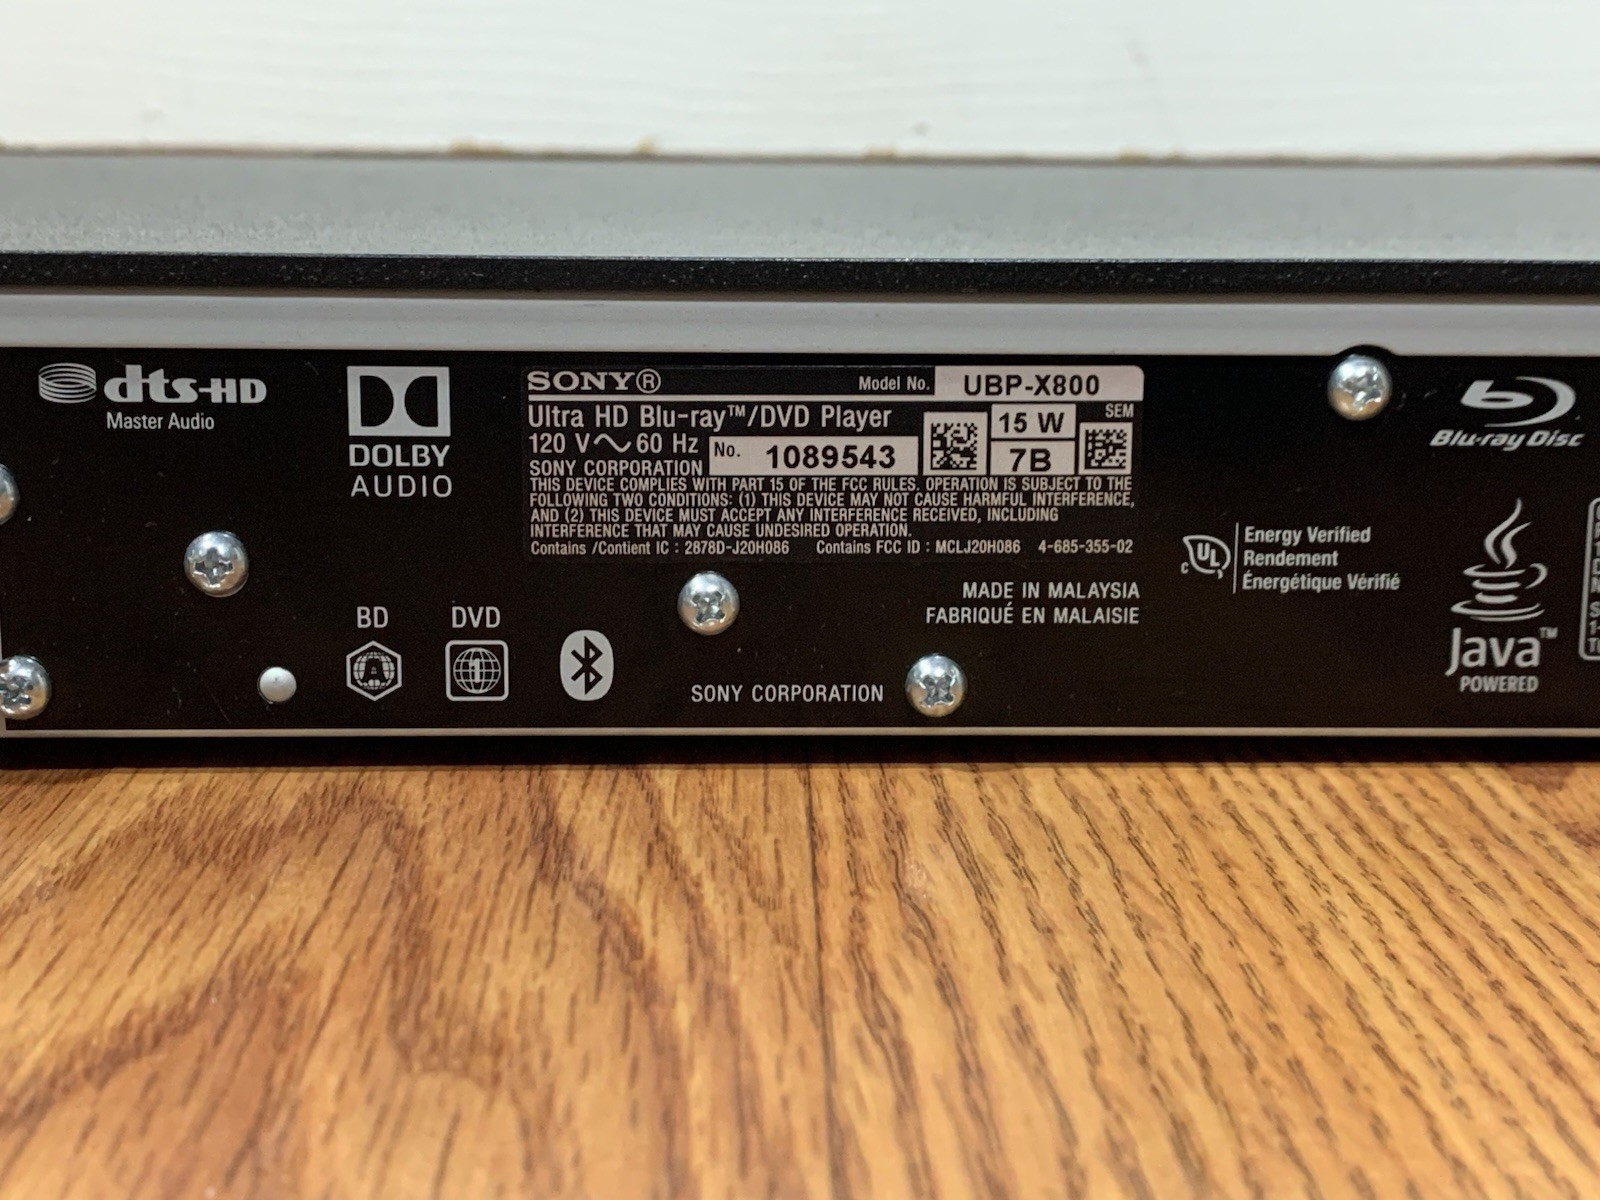 dts-HD
Master Audio
DOLBY
AUDIO
SONY® Model No. UBP-X800
Ultra HD Blu-ray™/DVD Player
120 V~60 Hz No. 1089543
15 W
7B
SEM
SONY CORPORATION
THIS DEVICE COMPLIES WITH PART 15 OF THE FCC RULES. OPERATION IS SUBJECT TO THE
FOLLOWING TWO CONDITIONS: (1) THIS DEVICE MAY NOT CAUSE HARMFUL INTERFERENCE,
AND (2) THIS DEVICE MUST ACCEPT ANY INTERFERENCE RECEIVED, INCLUDING
INTERFERENCE THAT MAY CAUSE UNDESIRED OPERATION.
Contains /Contient IC : 2878D-J20H086 Contains FCC ID : MCLJ20H086 4-685-355-02
MADE IN MALAYSIA
FABRIQUÉ EN MALAISIE
BD
A
DVD
1
SONY CORPORATION
Blu-ray Disc
c UL
Energy Verified
Rendement
Énergétique Vérifié
Java™
POWERED